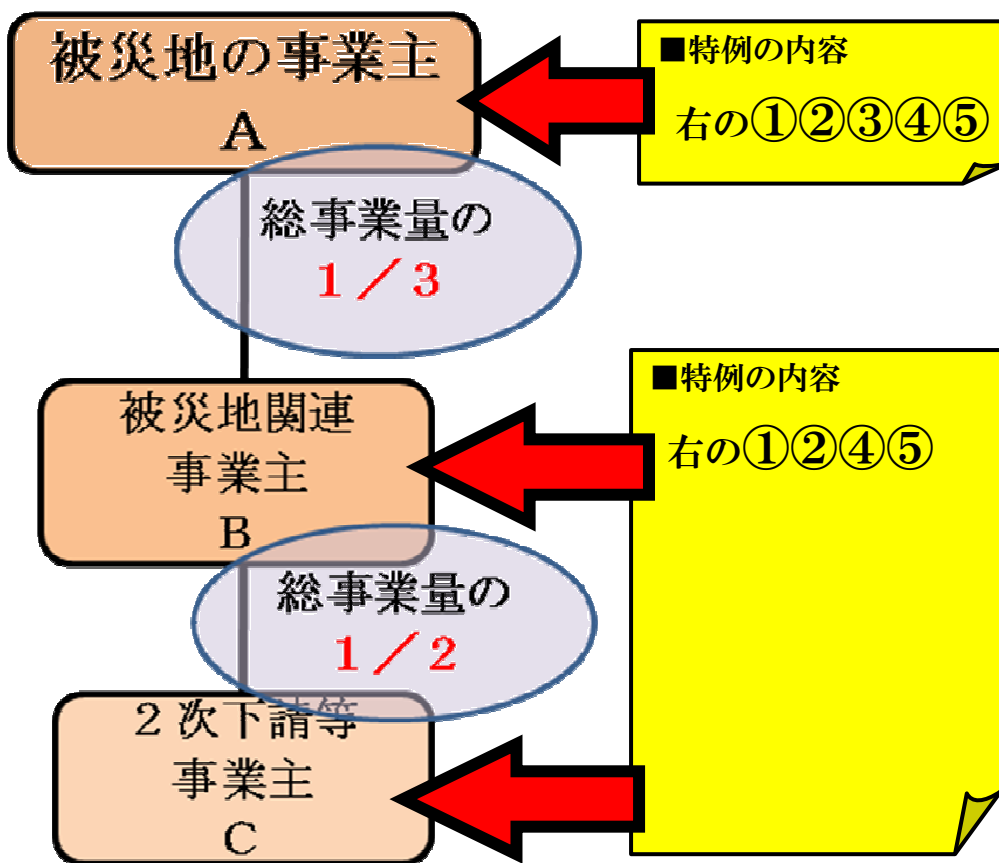 被災地の事業主
A
■特例の内容
右の①②③④⑤
総事業量の
1／3
被災地関連
事業主
B
■特例の内容
右の①②④⑤
総事業量の
1／2
2次下請等
事業主
C